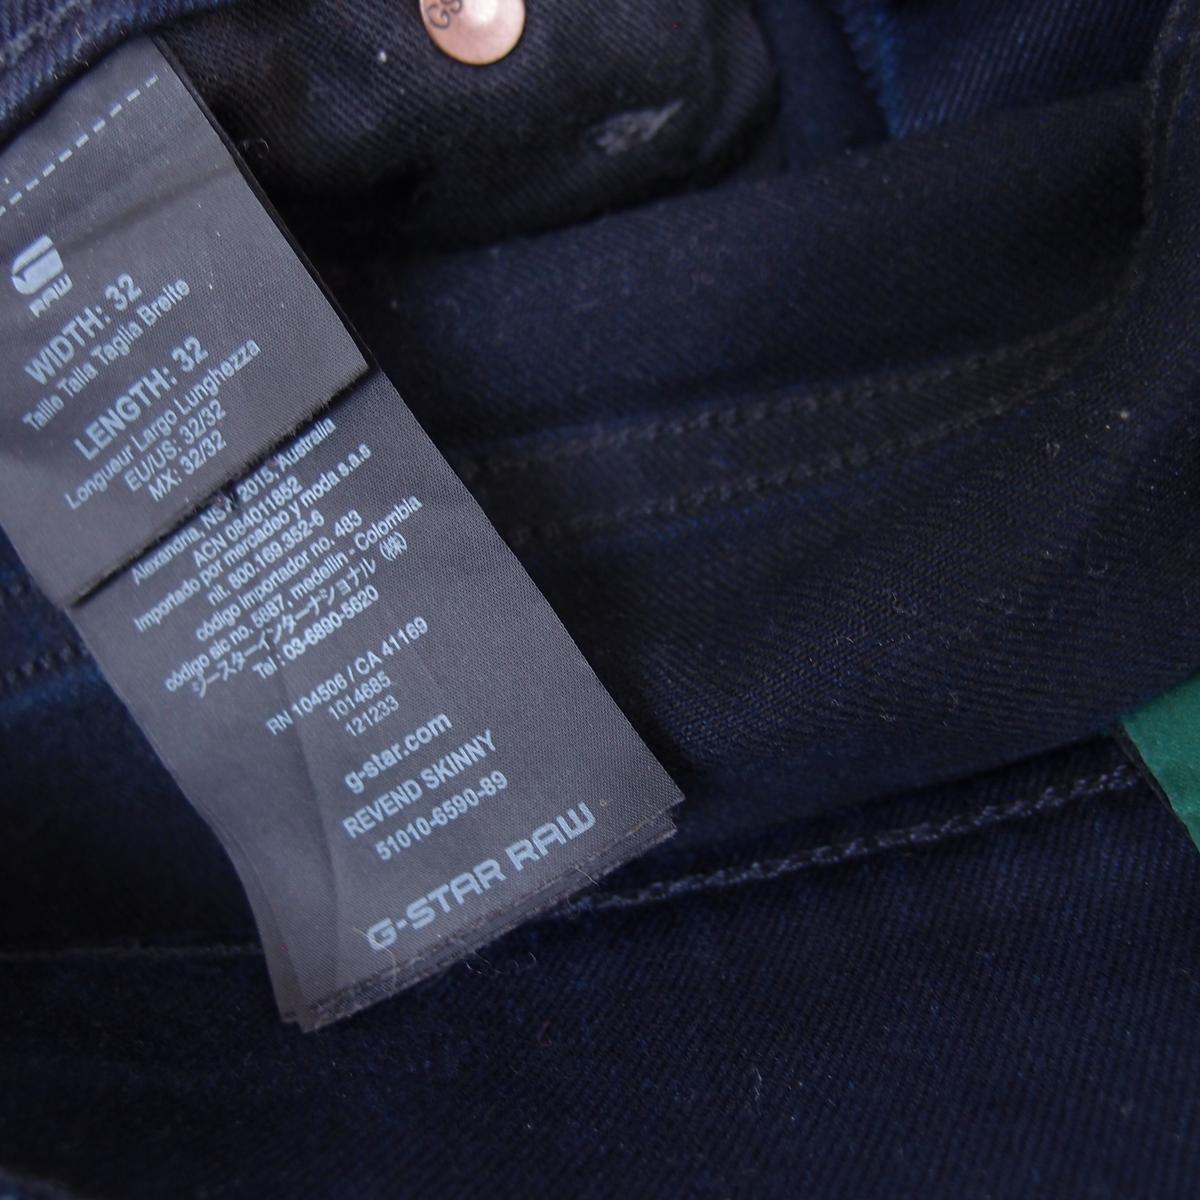 GS
RAW
WIDTH: 32
Taille Talla Taglia Breite
LENGTH: 32
Longueur Largo Lunghezza
EU/US: 32/32
MX: 32/32
Alexandria, NSW 2015, Australia
ACN 084011852
Importado por mercadeo y moda s.a.s
nit. 800.169.352-6
código importador no. 483
código sic no. 5687, medellin - Colombia
ジースターインターナショナル (株)
Tel : 03-6890-5620
RN 104506 / CA 41169
1014685
121233
g-star.com
REVEND SKINNY
51010-6590-89
G-STAR RAW